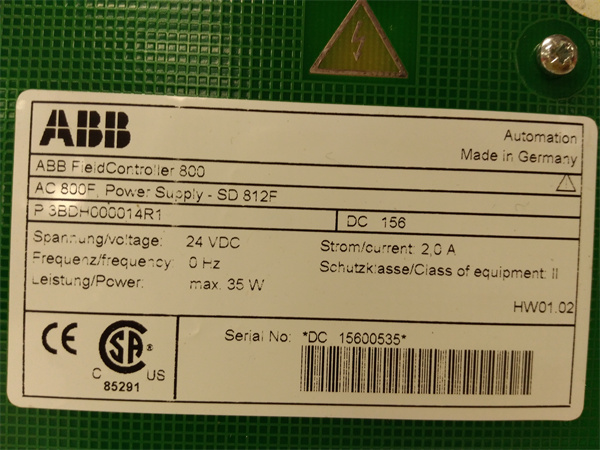 ABB
Automation
Made in Germany
ABB FieldController 800
AC 800F, Power Supply - SD 812F
P 3BDH000014R1 DC 156
Spannung/voltage: 24 VDC Strom/current: 2,0 A
Frequenz/frequency: 0 Hz Schutzklasse/Class of equipment: II
Leistung/Power: max. 35 W
HW01.02
CE SA ® C US 85291
Serial No: *DC 15600535*